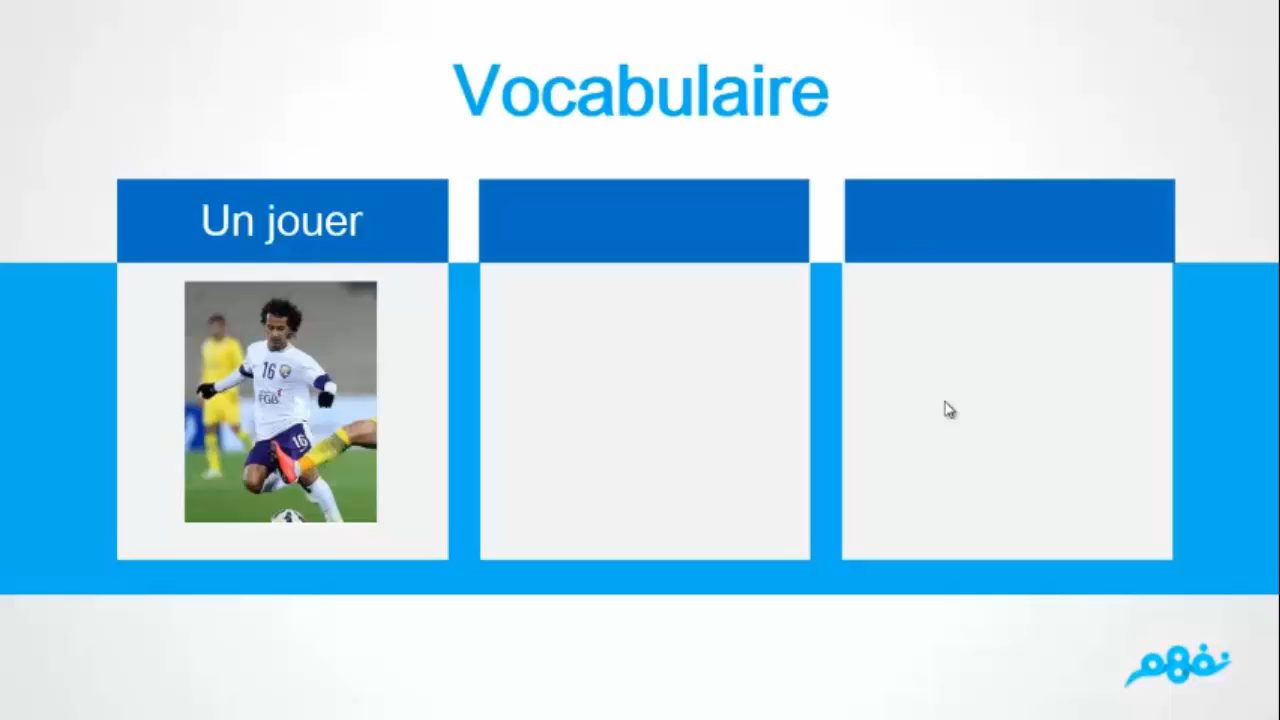 Vocabulaire
Un jouer
16
FGB
16
نفهم